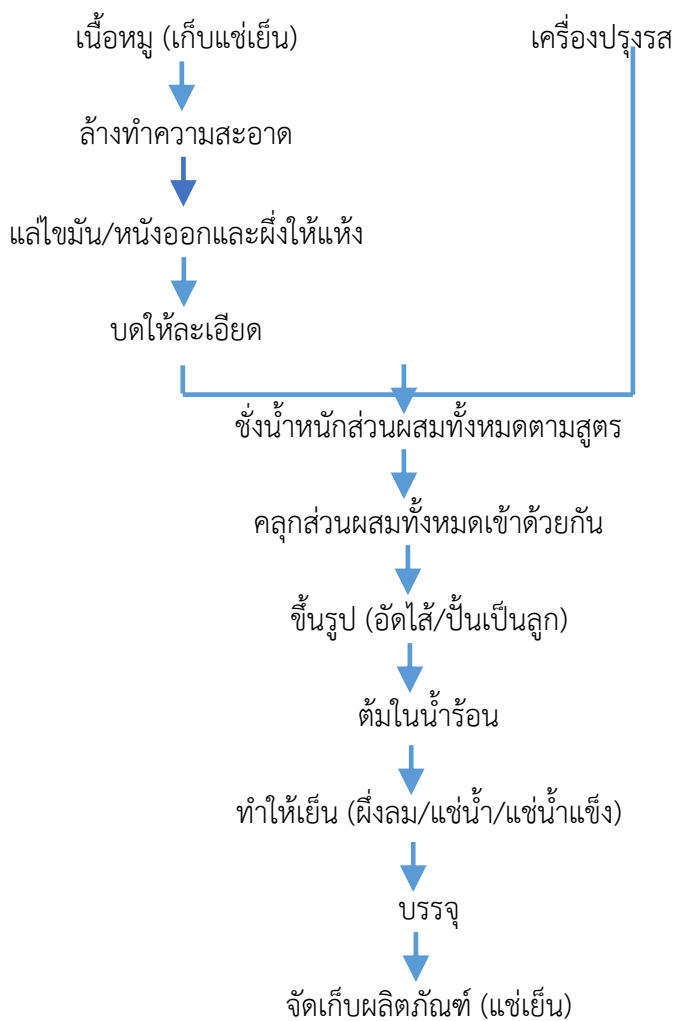 เนื้อหมู (เก็บแช่เย็น)
เครื่องปรุงรส
ล้างทำความสะอาด
แล่ไขมัน/หนังออกและผึ่งให้แห้ง
บดให้ละเอียด
ชั่งน้ำหนักส่วนผสมทั้งหมดตามสูตร
คลุกส่วนผสมทั้งหมดเข้าด้วยกัน
ขึ้นรูป (อัดไส้/ปั้นเป็นลูก)
ต้มในน้ำร้อน
ทำให้เย็น (ผึ่งลม/แช่น้ำ/แช่น้ำแข็ง)
บรรจุ
จัดเก็บผลิตภัณฑ์ (แช่เย็น)